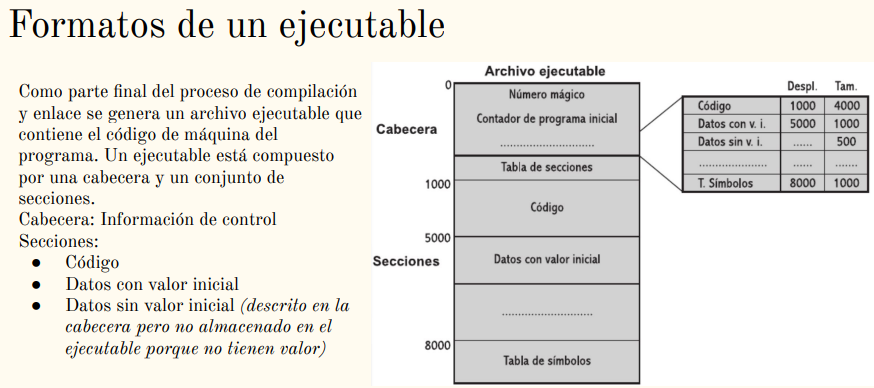 Formatos de un ejecutable
Como parte final del proceso de compilación
y enlace se genera un archivo ejecutable que
contiene el código de máquina del
programa. Un ejecutable está compuesto
por una cabecera y un conjunto de
secciones.
Cabecera: Información de control
Secciones:
● Código
● Datos con valor inicial
● Datos sin valor inicial (descrito en la
cabecera pero no almacenado en el
ejecutable porque no tienen valor)
Archivo ejecutable
0
Número mágico
Cabecera
Contador de programa inicial
..............................
Tabla de secciones
1000
Código
5000
Secciones
Datos con valor inicial
..............................
8000
Tabla de símbolos
Despl. Tam.
Código 1000 4000
Datos con v. i. 5000 1000
Datos sin v. i. ...... 500
...................... ...... ......
T. Símbolos 8000 1000